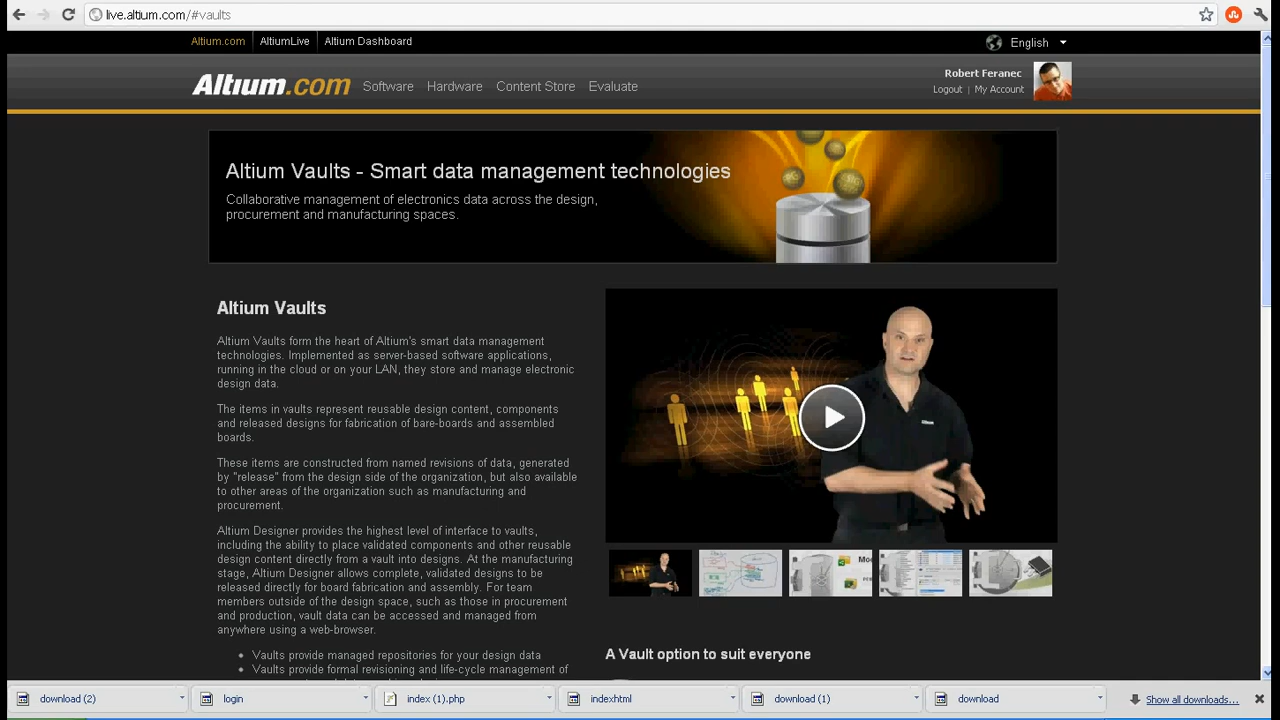 live.altium.com/#vaults
Altium.com AltiumLive Altium Dashboard English
Altium.com Software Hardware Content Store Evaluate
Robert Feranec
Logout | My Account
Altium Vaults - Smart data management technologies
Collaborative management of electronics data across the design,
procurement and manufacturing spaces.
Altium Vaults
Altium Vaults form the heart of Altium's smart data management
technologies. Implemented as server-based software applications,
running in the cloud or on your LAN, they store and manage electronic
design data.
The items in vaults represent reusable design content, components
and released designs for fabrication of bare-boards and assembled
boards.
These items are constructed from named revisions of data, generated
by "release" from the design side of the organization, but also available
to other areas of the organization such as manufacturing and
procurement.
Altium Designer provides the highest level of interface to vaults,
including the ability to place validated components and other reusable
design content directly from a vault into designs. At the manufacturing
stage, Altium Designer allows complete, validated designs to be
released directly for board fabrication and assembly. For team
members outside of the design space, such as those in procurement
and production, vault data can be accessed and managed from
anywhere using a web-browser.
• Vaults provide managed repositories for your design data
• Vaults provide formal revisioning and life-cycle management of
A Vault option to suit everyone
download (2) login index (1).php indexhtml download (1) download Show all downloads...